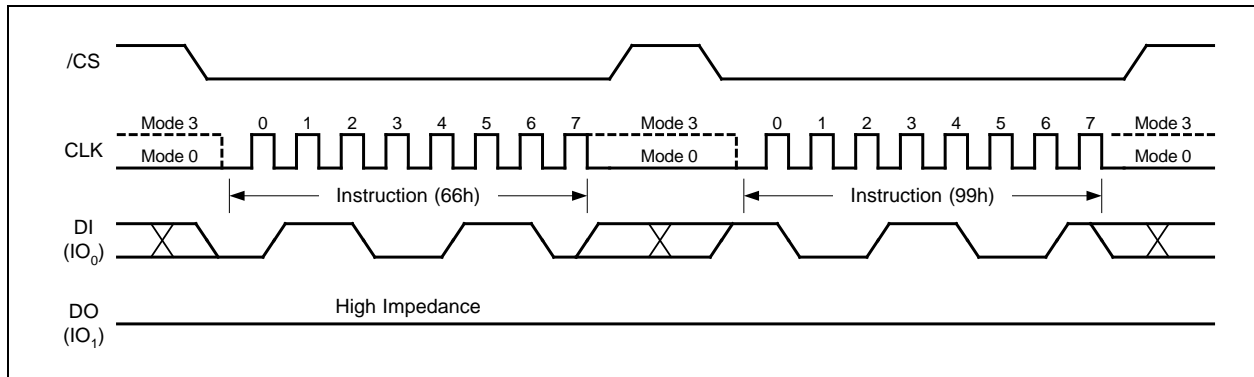 /CS
Mode 3 0 1 2 3 4 5 6 7 Mode 3 0 1 2 3 4 5 6 7 Mode 3
CLK Mode 0 Mode 0 Mode 0
Instruction (66h) Instruction (99h)
DI
(IO0)
High Impedance
DO
(IO1)